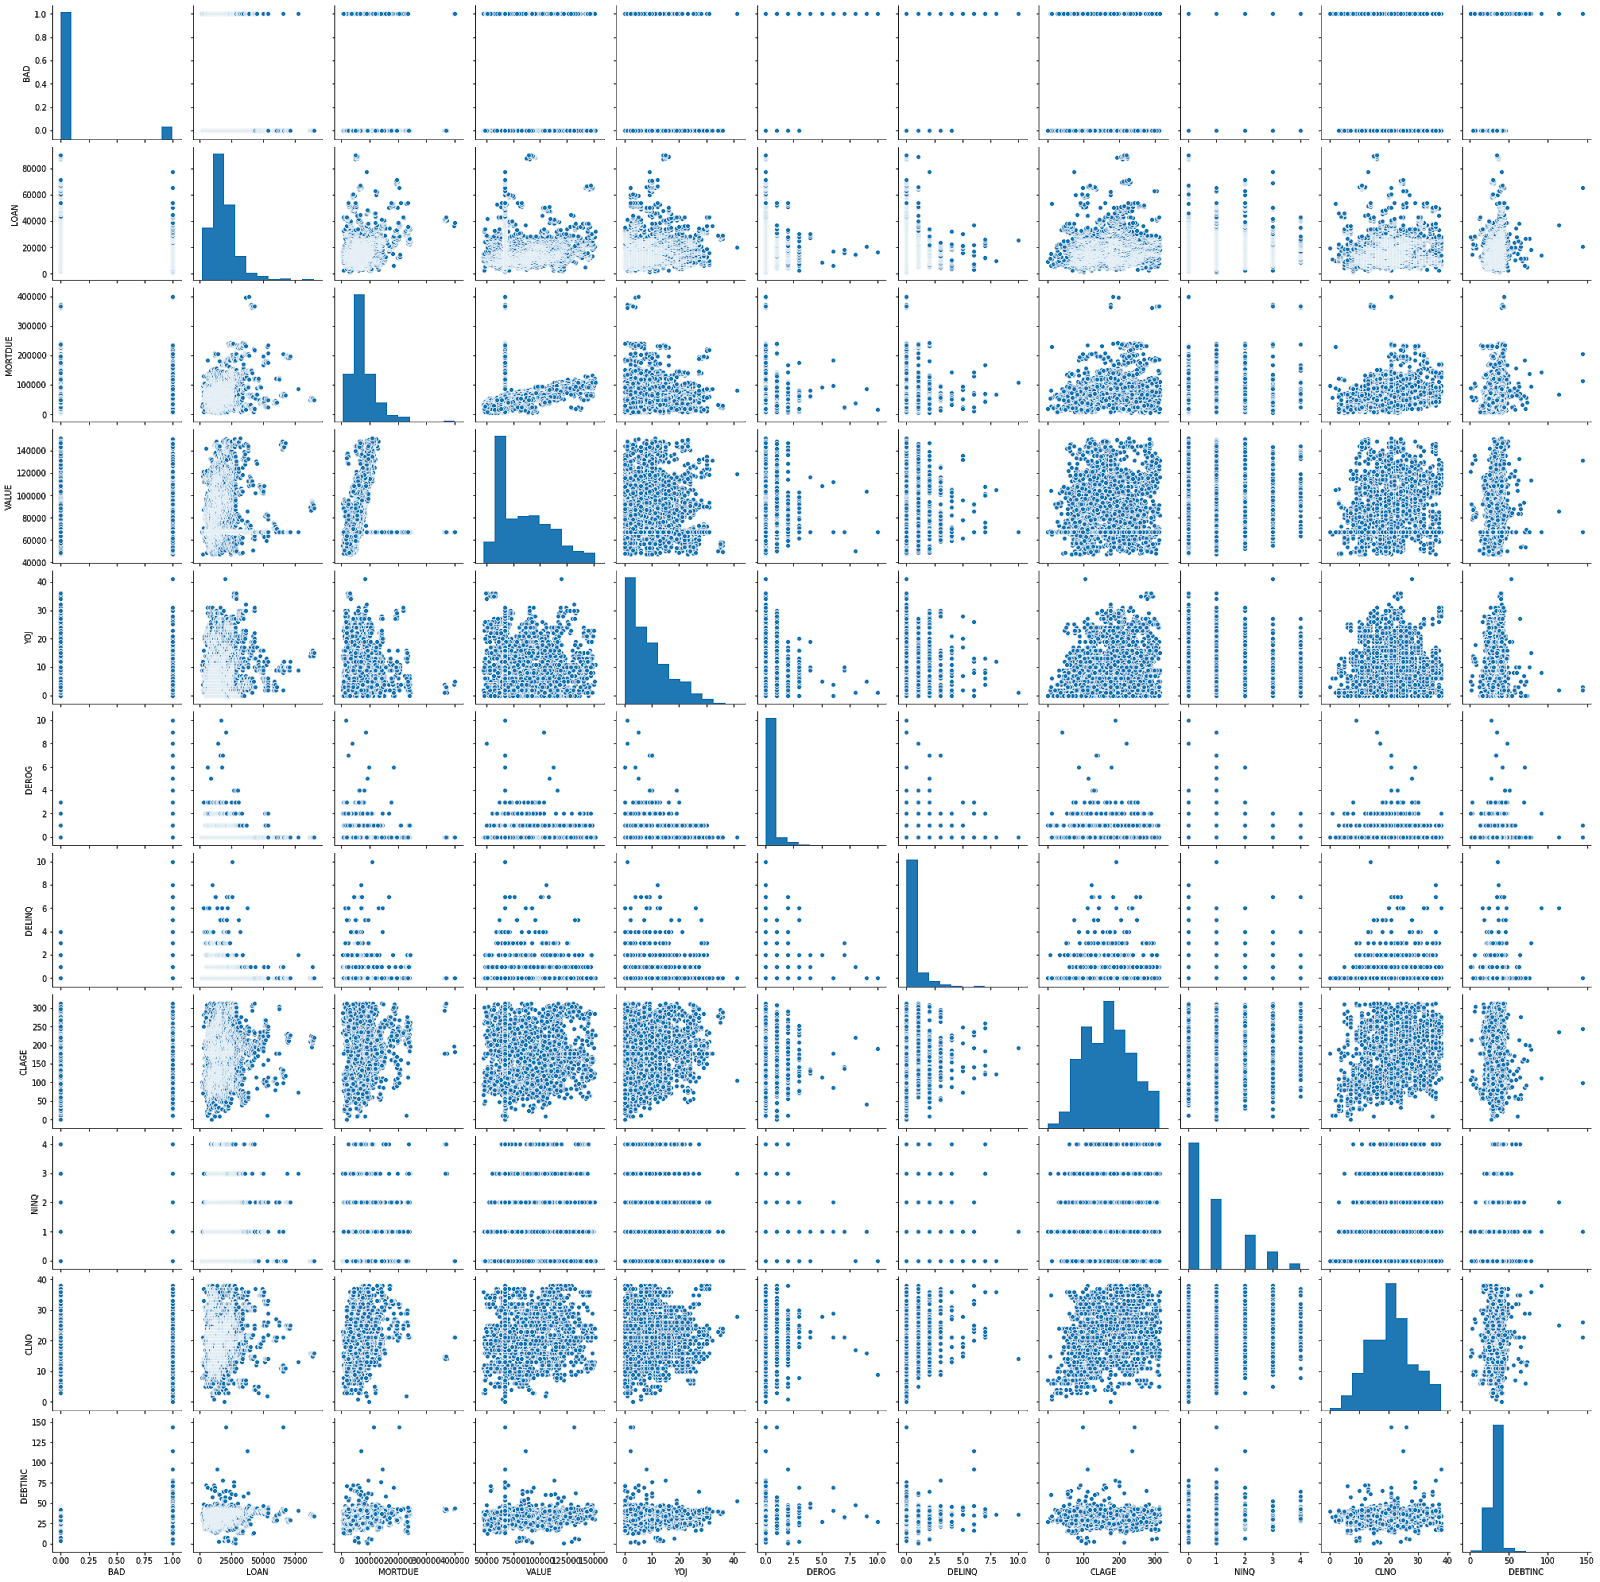 1.0
0.8
0.6
0.4
0.2
0.0
BAD
80000
60000
40000
20000
0
LOAN
400000
300000
200000
100000
0
MORTDUE
140000
120000
100000
80000
60000
40000
VALUE
40
30
20
10
0
YOJ
10
8
6
4
2
0
DEROG
10
8
6
4
2
0
DELINQ
300
250
200
150
100
50
0
CLAGE
4
3
2
1
0
NINQ
40
30
20
10
0
CLNO
150
125
100
75
50
25
0
DEBTINC
0.00 0.25 0.50 0.75 1.00
BAD
0 25000 50000 75000
LOAN
0 100000 200000 300000 400000
MORTDUE
50000 75000 100000 125000 150000
VALUE
0 20 40
YOJ
0.0 2.5 5.0 7.5 10.0
DEROG
0.0 2.5 5.0 7.5 10.0
DELINQ
0 100 200 300
CLAGE
0 1 2 3 4
NINQ
0 10 20 30 40
CLNO
0 50 100 150
DEBTINC